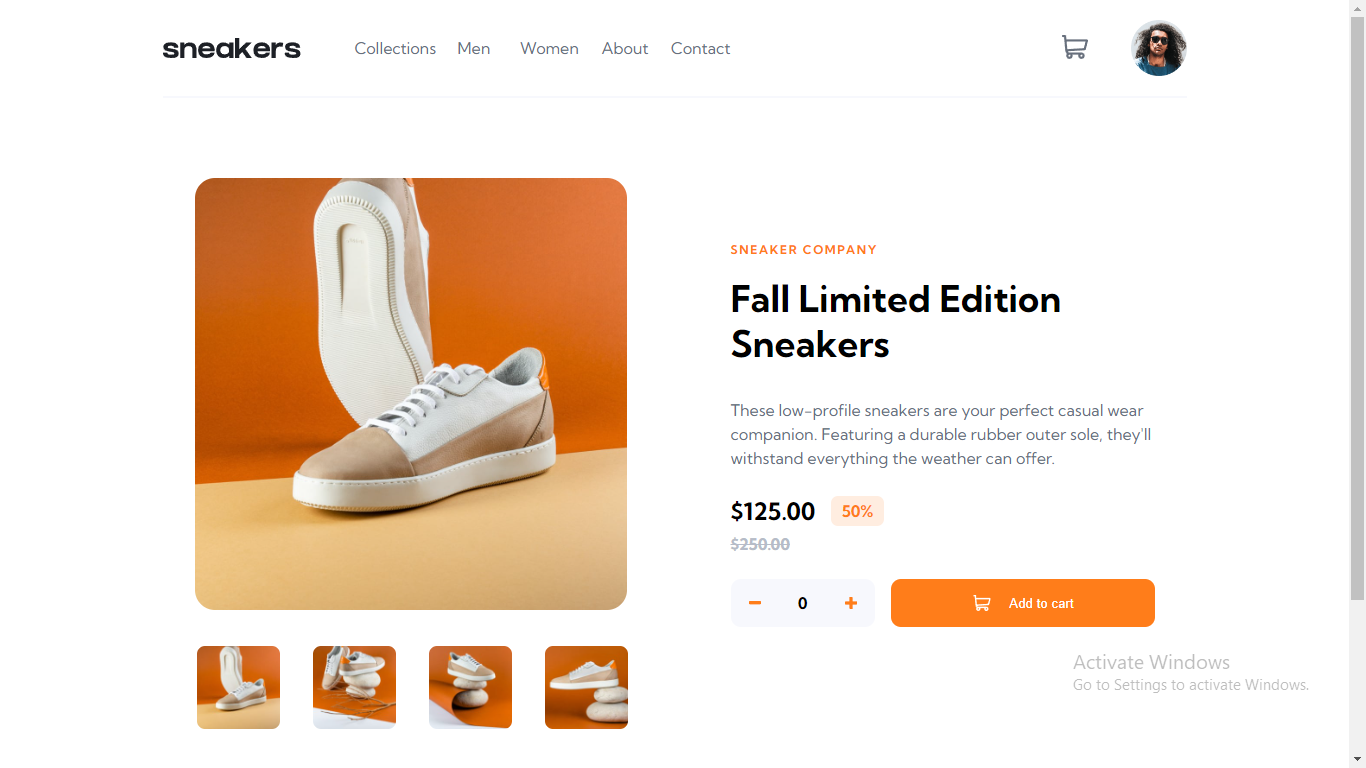 sneakers
Collections Men Women About Contact
SNEAKER COMPANY
Fall Limited Edition
Sneakers
These low-profile sneakers are your perfect casual wear
companion. Featuring a durable rubber outer sole, they'll
withstand everything the weather can offer.
$125.00 50%
$250.00
0 Add to cart
Activate Windows
Go to Settings to activate Windows.